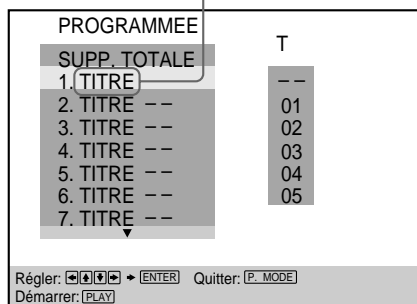 PROGRAMMEE
T
SUPP. TOTALE
1. TITRE – –
2. TITRE – – 01
3. TITRE – – 02
4. TITRE – – 03
5. TITRE – – 04
6. TITRE – – 05
7. TITRE – –
Régler: ←↑↓→ → ENTER Quitter: P. MODE
Démarrer: PLAY